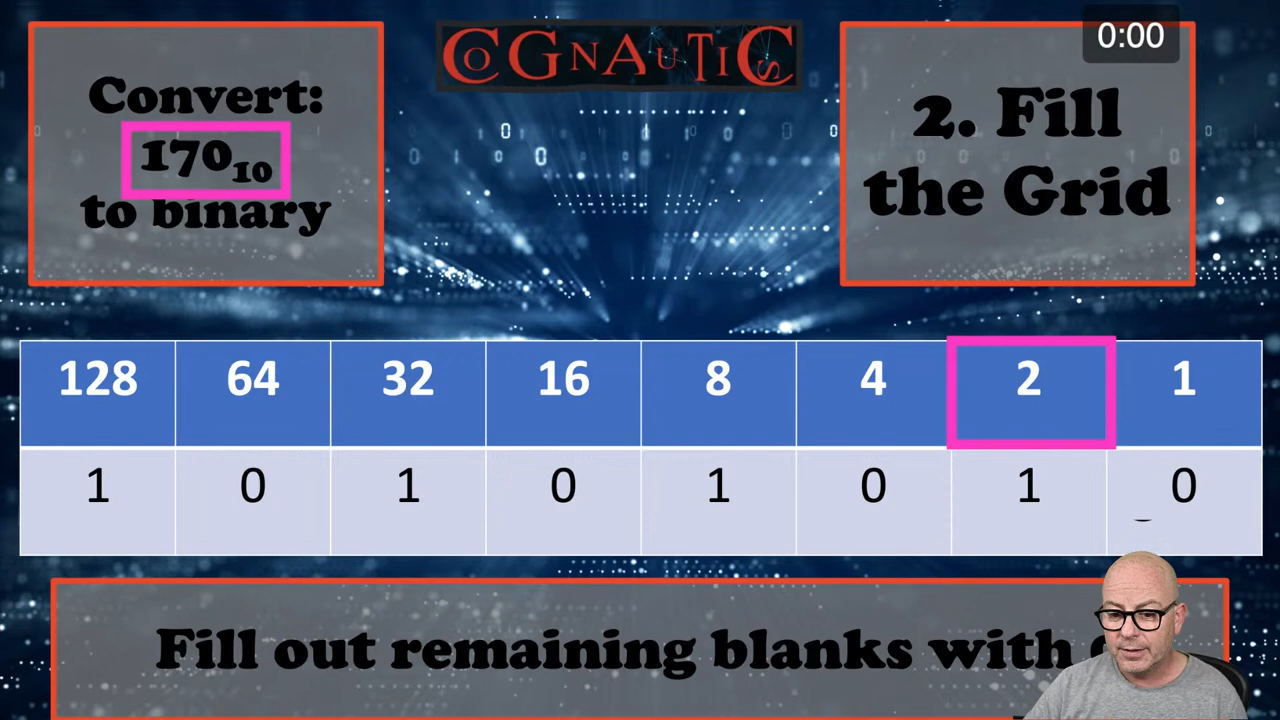 Convert:
170₁₀
to binary
COGNAUTICS
0:00
2. Fill
the Grid
128 64 32 16 8 4 2 1
1 0 1 0 1 0 1 0
Fill out remaining blanks with